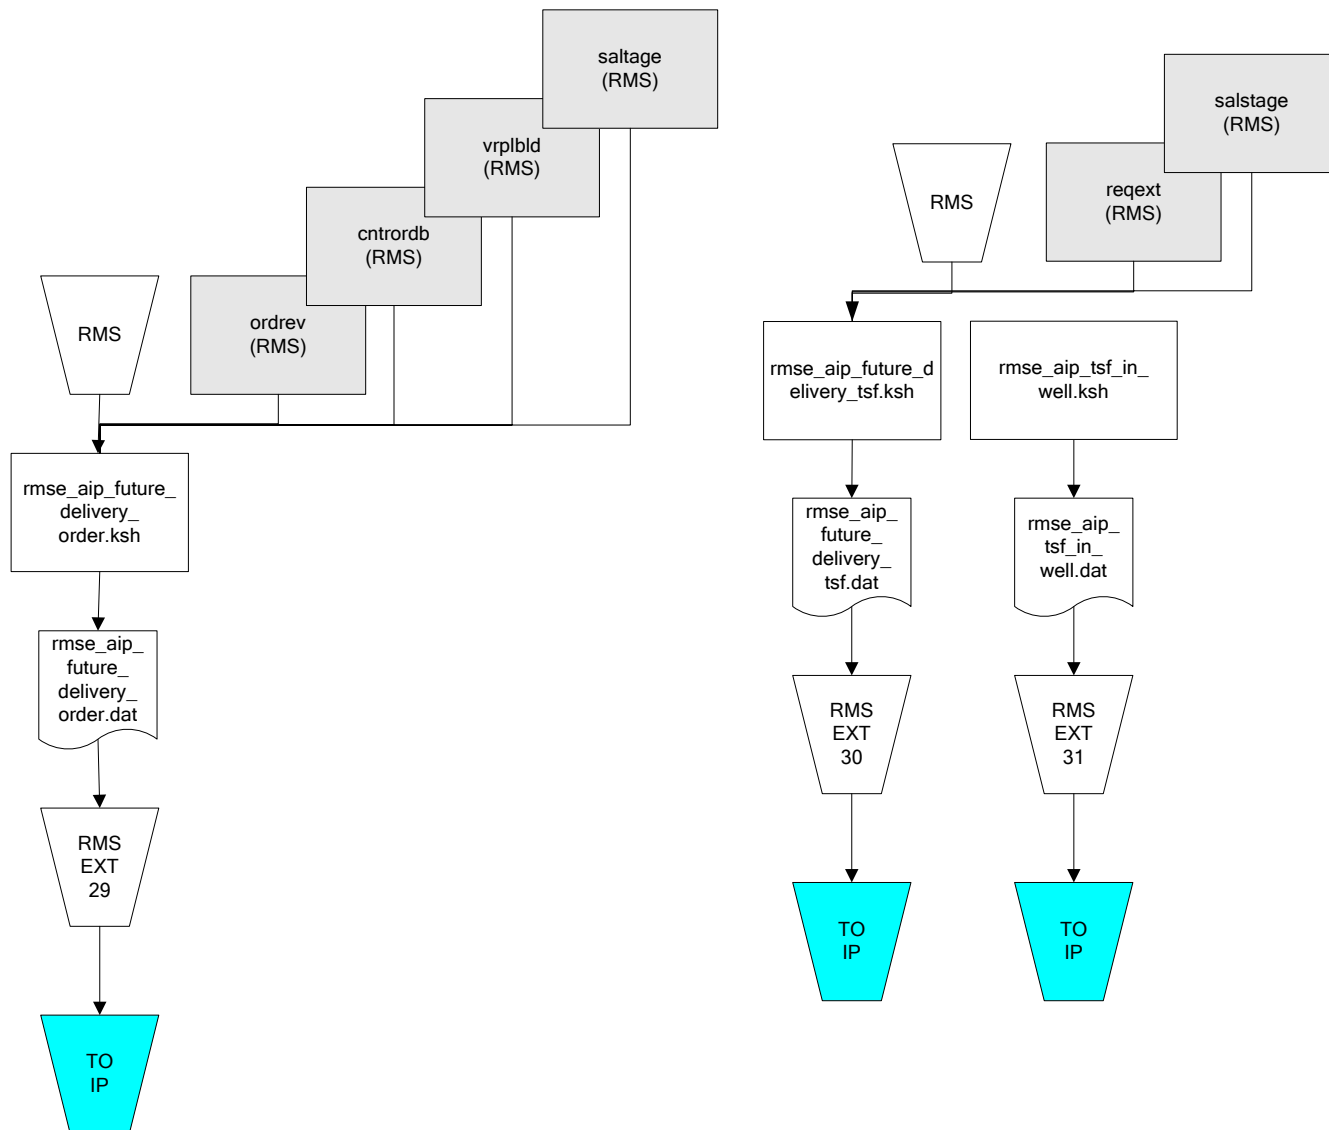 saltage
(RMS)
vrplbld
(RMS)
cntrordb
(RMS)
ordrev
(RMS)
RMS
rmse_aip_future_
delivery_
order.ksh
rmse_aip_
future_
delivery_
order.dat
RMS
EXT
29
TO
IP
salstage
(RMS)
reqext
(RMS)
RMS
rmse_aip_future_d
elivery_tsf.ksh
rmse_aip_
future_
delivery_
tsf.dat
RMS
EXT
30
TO
IP
rmse_aip_tsf_in_
well.ksh
rmse_aip_
tsf_in_
well.dat
RMS
EXT
31
TO
IP